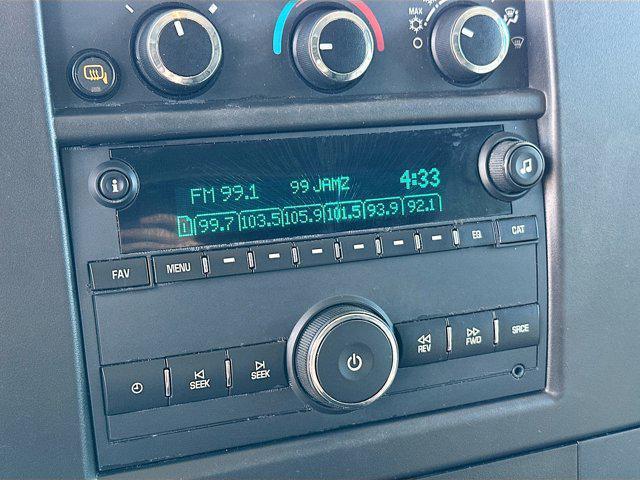 MAX
FM 99.1 99 JAMZ 4:33
1 99.7 103.5 105.9 101.5 93.9 92.1
i
FAV MENU EQ CAT
SEEK SEEK REV FWD SRCE